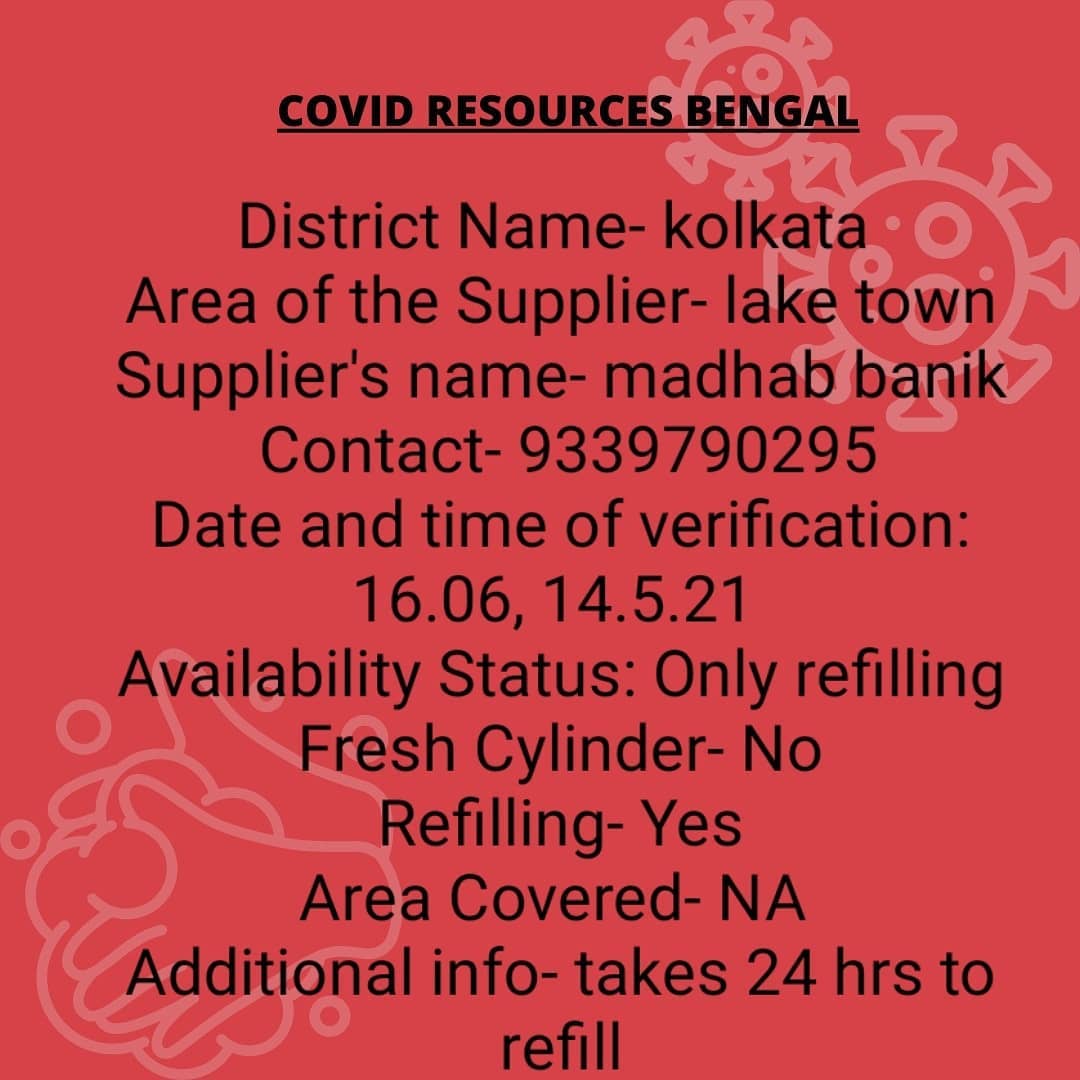 COVID RESOURCES BENGAL
District Name- kolkata
Area of the Supplier- lake town
Supplier's name- madhab banik
Contact- 9339790295
Date and time of verification:
16.06, 14.5.21
Availability Status: Only refilling
Fresh Cylinder- No
Refilling- Yes
Area Covered- NA
Additional info- takes 24 hrs to
refill